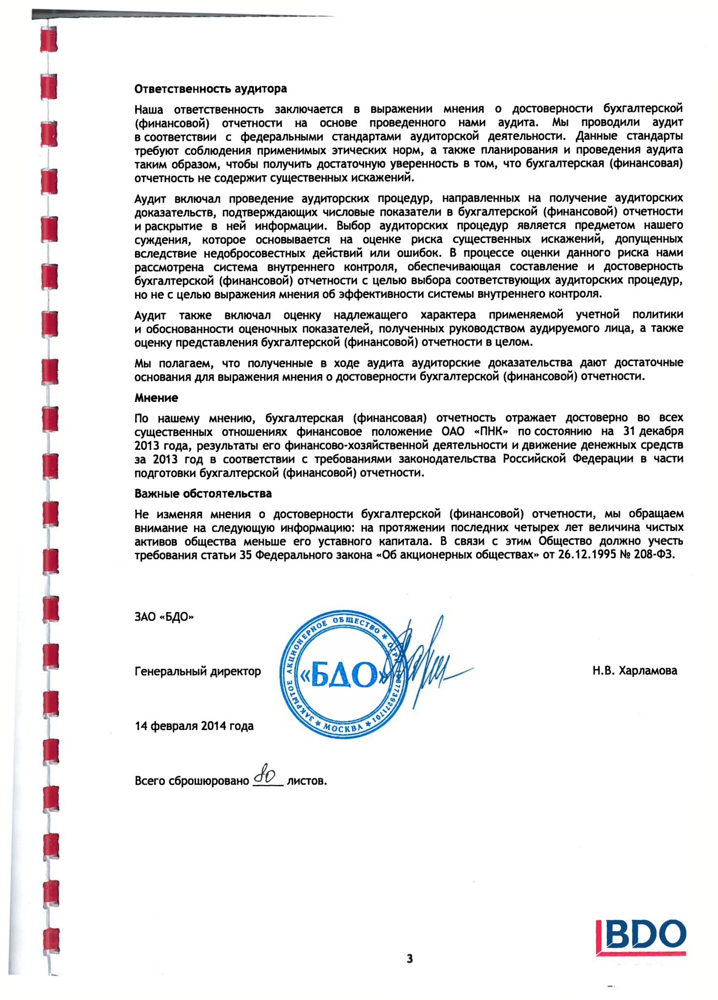 Ответственность аудитора
Наша ответственность заключается в выражении мнения о достоверности бухгалтерской
(финансовой) отчетности на основе проведенного нами аудита. Мы проводили аудит
в соответствии с федеральными стандартами аудиторской деятельности. Данные стандарты
требуют соблюдения применимых этических норм, а также планирования и проведения аудита
таким образом, чтобы получить достаточную уверенность в том, что бухгалтерская (финансовая)
отчетность не содержит существенных искажений.
Аудит включал проведение аудиторских процедур, направленных на получение аудиторских
доказательств, подтверждающих числовые показатели в бухгалтерской (финансовой) отчетности
и раскрытие в ней информации. Выбор аудиторских процедур является предметом нашего
суждения, которое основывается на оценке риска существенных искажений, допущенных
вследствие недобросовестных действий или ошибок. В процессе оценки данного риска нами
рассмотрена система внутреннего контроля, обеспечивающая составление и достоверность
бухгалтерской (финансовой) отчетности с целью выбора соответствующих аудиторских процедур,
но не с целью выражения мнения об эффективности системы внутреннего контроля.
Аудит также включал оценку надлежащего характера применяемой учетной политики
и обоснованности оценочных показателей, полученных руководством аудируемого лица, а также
оценку представления бухгалтерской (финансовой) отчетности в целом.
Мы полагаем, что полученные в ходе аудита аудиторские доказательства дают достаточные
основания для выражения мнения о достоверности бухгалтерской (финансовой) отчетности.
Мнение
По нашему мнению, бухгалтерская (финансовая) отчетность отражает достоверно во всех
существенных отношениях финансовое положение ОАО «ПНК» по состоянию на 31 декабря
2013 года, результаты его финансово-хозяйственной деятельности и движение денежных средств
за 2013 год в соответствии с требованиями законодательства Российской Федерации в части
подготовки бухгалтерской (финансовой) отчетности.
Важные обстоятельства
Не изменяя мнения о достоверности бухгалтерской (финансовой) отчетности, мы обращаем
внимание на следующую информацию: на протяжении последних четырех лет величина чистых
активов общества меньше его уставного капитала. В связи с этим Общество должно учесть
требования статьи 35 Федерального закона «Об акционерных обществах» от 26.12.1995 № 208-ФЗ.
ЗАО «БДО»
ЗАКРЫТОЕ АКЦИОНЕРНОЕ ОБЩЕСТВО *
* МОСКВА *
«БДО»
Генеральный директор
Н.В. Харламова
14 февраля 2014 года
Всего сброшюровано 80 листов.
BDO
3